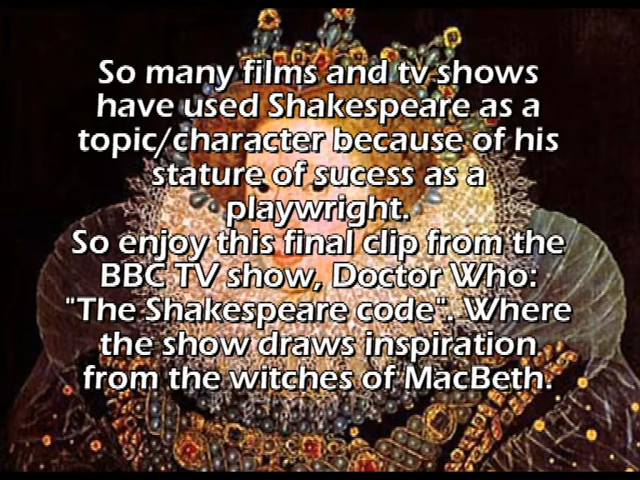 So many films and tv shows
have used Shakespeare as a
topic/character because of his
stature of sucess as a
playwright.
So enjoy this final clip from the
BBC TV show, Doctor Who:
"The Shakespeare code". Where
the show draws inspiration
from the witches of MacBeth.